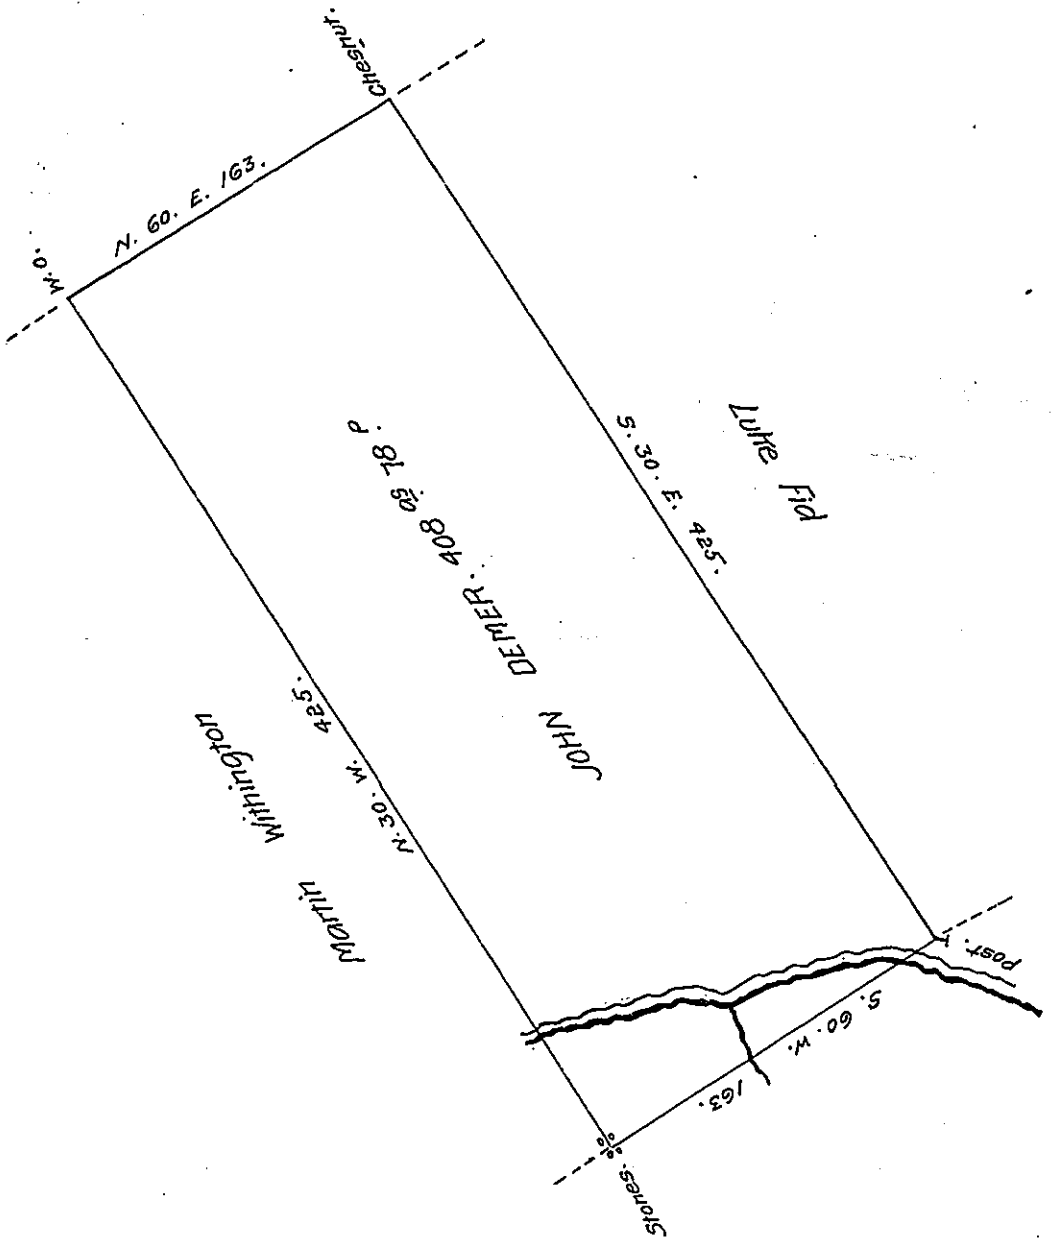 Chesnut.
N. 60. E. 163.
W.O.
S. 30. E. 425.
Luke Fid
JOHN DEMER. 408 as. 78. P.
N. 30. W. 425.
Martin Withington
Post.
S. 60. W. 163.
Stones.